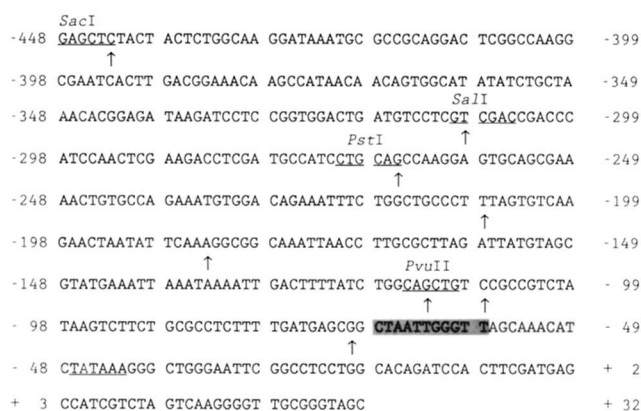 SacI
-448 GAGCTCTACT ACTCTGGCAA GGATAAATGC GCCGCAGGAC TCGGCCAAGG -399
↑
-398 CGAATCACTT GACGGAAACA AGCCATAACA ACAGTGGCAT ATATCTGCTA -349
-348 AACACGGAGA TAAGATCCTC CGGTGGACTG ATGTCCTCGT CGACCGACCC -299
SalI
↑
PstI
-298 ATCCAACTCG AAGACCTCGA TGCCATCCTG CAGCCAAGGA GTGCAGCGAA -249
↑
-248 AACTGTGCCA GAAATGTGGA CAGAAATTTC TGGCTGCCCT TTAGTGTCAA -199
↑
-198 GAACTAATAT TCAAAGGCGG CAAATTAACC TTGCGCTTAG ATTATGTAGC -149
↑
PvuII
-148 GTATGAAATT AAATAAAATT GACTTTTATC TGGCAGCTGT CCGCCGTCTA - 99
↑ ↑
- 98 TAAGTCTTCT GCGCCTCTTT TGATGAGCGG CTAATTGGGT TAGCAAACAT - 49
↑
- 48 CTATAAAGGG CTGGGAATTCGG CCTCCTGG CACAGATCCA CTTCGATGAG + 2
+ 3 CCATCGTCTA GTCAAGGGGT TGCGGGTAGC + 32